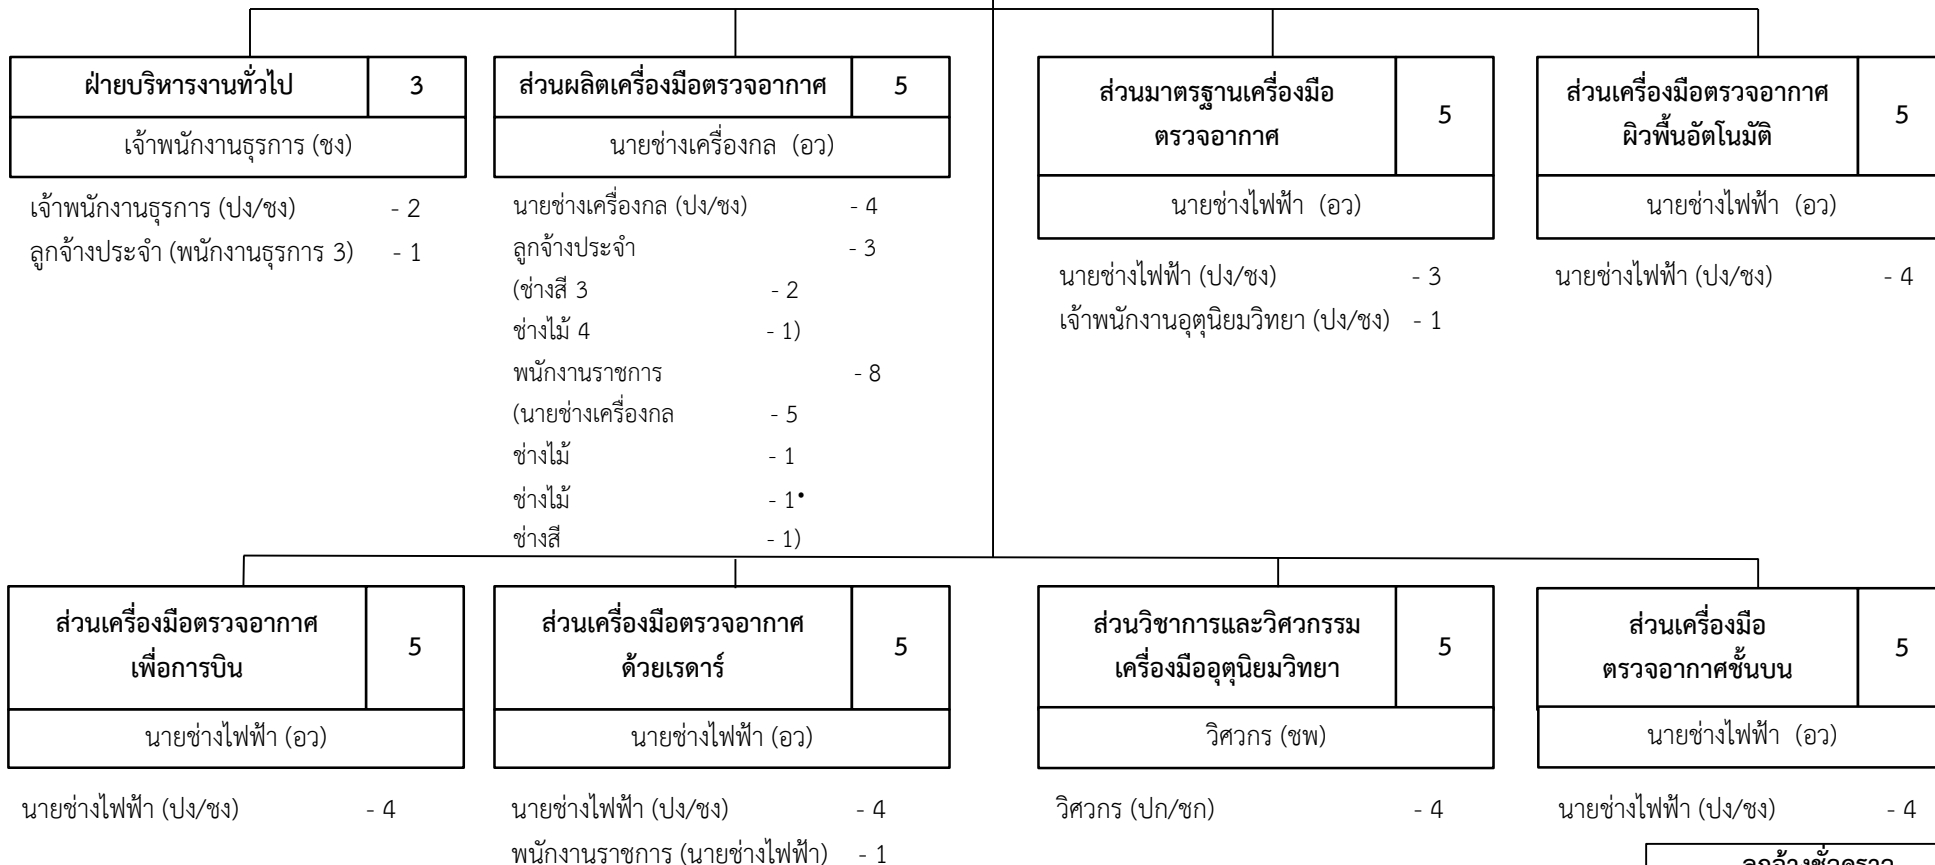 ฝ่ายบริหารงานทั่วไป 3
เจ้าพนักงานธุรการ (ชง)
เจ้าพนักงานธุรการ (ปง/ชง) - 2
ลูกจ้างประจำ (พนักงานธุรการ 3) - 1
ส่วนผลิตเครื่องมือตรวจอากาศ 5
นายช่างเครื่องกล (อว)
นายช่างเครื่องกล (ปง/ชง) - 4
ลูกจ้างประจำ - 3
(ช่างสี 3 - 2
ช่างไม้ 4 - 1)
พนักงานราชการ - 8
(นายช่างเครื่องกล - 5
ช่างไม้ - 1
ช่างไม้ - 1•
ช่างสี - 1)
ส่วนมาตรฐานเครื่องมือ
ตรวจอากาศ 5
นายช่างไฟฟ้า (อว)
นายช่างไฟฟ้า (ปง/ชง) - 3
เจ้าพนักงานอุตุนิยมวิทยา (ปง/ชง) - 1
ส่วนเครื่องมือตรวจอากาศ
ผิวพื้นอัตโนมัติ 5
นายช่างไฟฟ้า (อว)
นายช่างไฟฟ้า (ปง/ชง) - 4
ส่วนเครื่องมือตรวจอากาศ
เพื่อการบิน 5
นายช่างไฟฟ้า (อว)
นายช่างไฟฟ้า (ปง/ชง) - 4
ส่วนเครื่องมือตรวจอากาศ
ด้วยเรดาร์ 5
นายช่างไฟฟ้า (อว)
นายช่างไฟฟ้า (ปง/ชง) - 4
พนักงานราชการ (นายช่างไฟฟ้า) - 1
ส่วนวิชาการและวิศวกรรม
เครื่องมืออุตุนิยมวิทยา 5
วิศวกร (ชพ)
วิศวกร (ปก/ชก) - 4
ส่วนเครื่องมือ
ตรวจอากาศชั้นบน 5
นายช่างไฟฟ้า (อว)
นายช่างไฟฟ้า (ปง/ชง) - 4
ลูกจ้างชั่วคราว